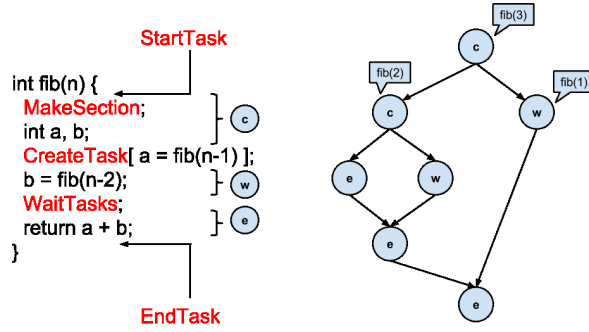 StartTask
int fib(n) {
MakeSection;
int a, b;
c
CreateTask[ a = fib(n-1) ];
b = fib(n-2);
w
WaitTasks;
return a + b;
e
}
EndTask
fib(3)
c
fib(2)
fib(1)
c
w
e
w
e
e